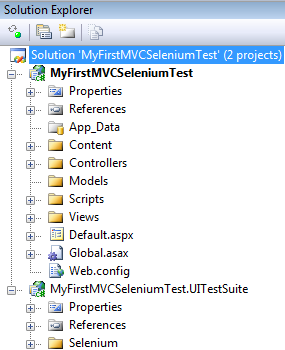 Solution Explorer
Solution 'MyFirstMVCSeleniumTest' (2 projects)
MyFirstMVCSeleniumTest
Properties
References
App_Data
Content
Controllers
Models
Scripts
Views
Default.aspx
Global.asax
Web.config
MyFirstMVCSeleniumTest.UITestSuite
Properties
References
Selenium